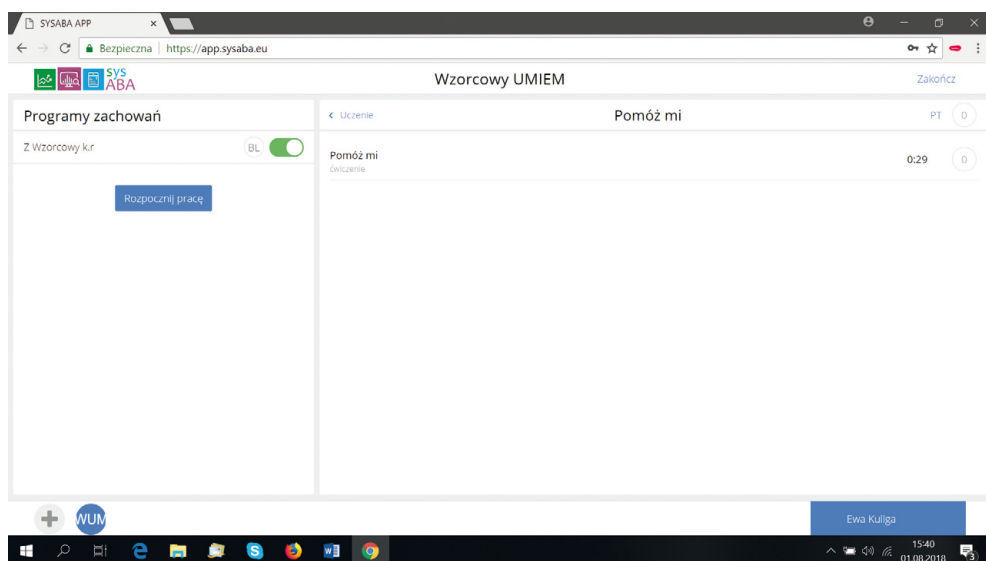 SYSABA APP
Bezpieczna | https://app.sysaba.eu
sys
ABA
Wzorcowy UMIEM
Zakończ
Programy zachowań
Uczenie
Pomóż mi
PT 0
Z Wzorcowy k.r
BL
Pomóż mi
ćwiczenie
0:29 0
Rozpocznij pracę
WUM
Ewa Kuliga
15:40
01.08.2018
3